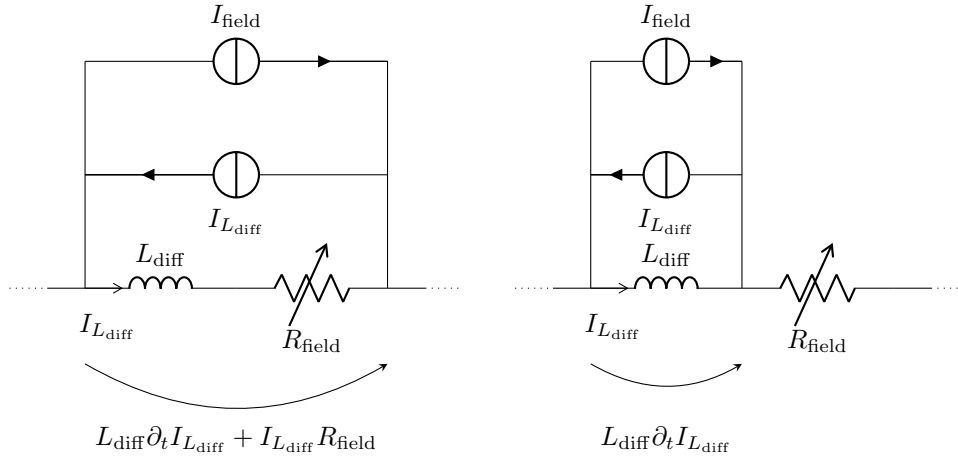 I_field
I_{L_diff}
L_diff
I_{L_diff}
R_field
L_diff ∂_t I_{L_diff} + I_{L_diff} R_field
I_field
I_{L_diff}
L_diff
I_{L_diff}
R_field
L_diff ∂_t I_{L_diff}